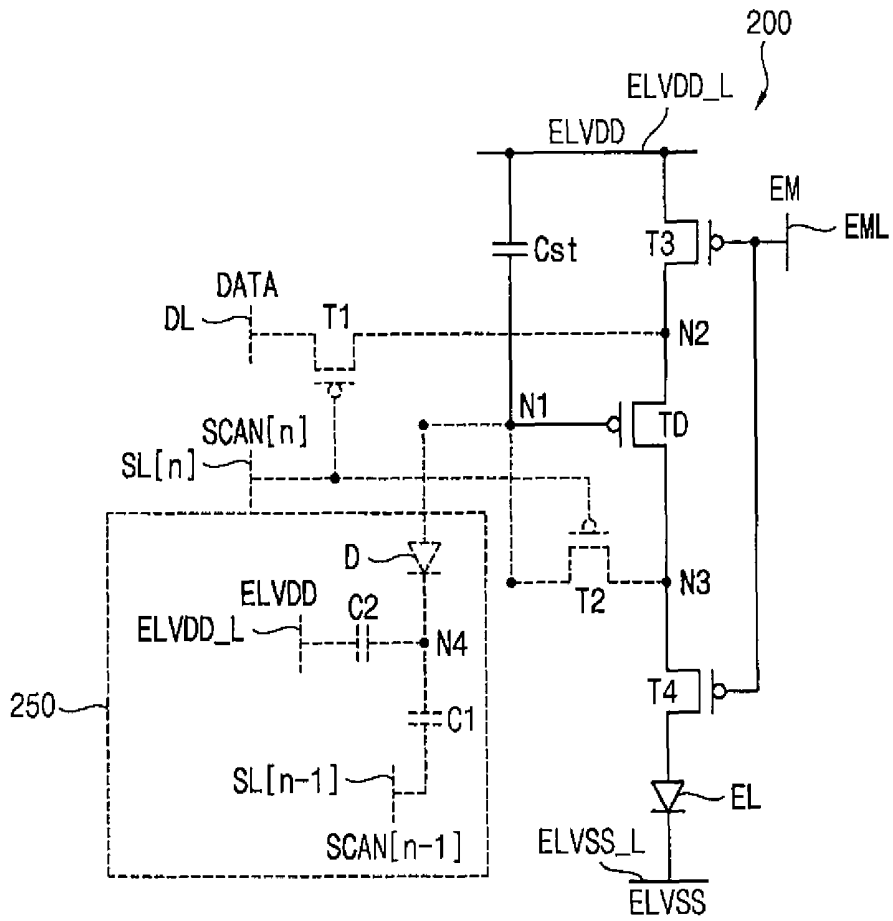 200
ELVDD_L
ELVDD
EM
EML
T3
Cst
DATA
DL
T1
N2
N1
TD
SCAN[n]
SL[n]
D
T2
N3
ELVDD
C2
ELVDD_L
N4
T4
250
C1
SL[n-1]
EL
SCAN[n-1]
ELVSS_L
ELVSS